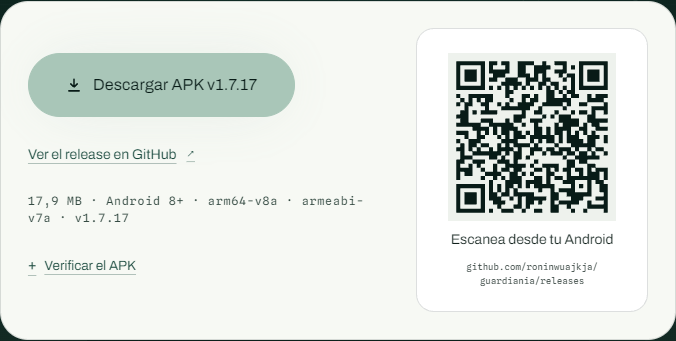 Descargar APK v1.7.17
Ver el release en GitHub ↗
17,9 MB · Android 8+ · arm64-v8a · armeabi-
v7a · v1.7.17
+ Verificar el APK
Escanea desde tu Android
github.com/roninwuajkja/
guardiania/releases